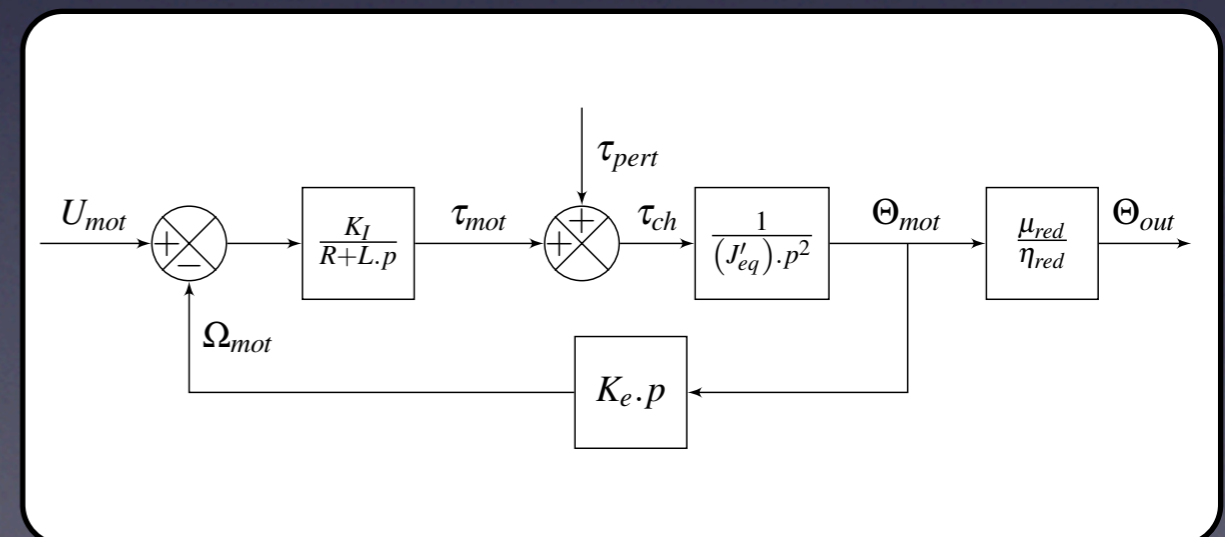 τ_pert
U_mot
+
−
K_I / R+L.p
τ_mot
+
+
τ_ch
1 / (J'_eq).p²
Θ_mot
μ_red / η_red
Θ_out
Ω_mot
K_e.p